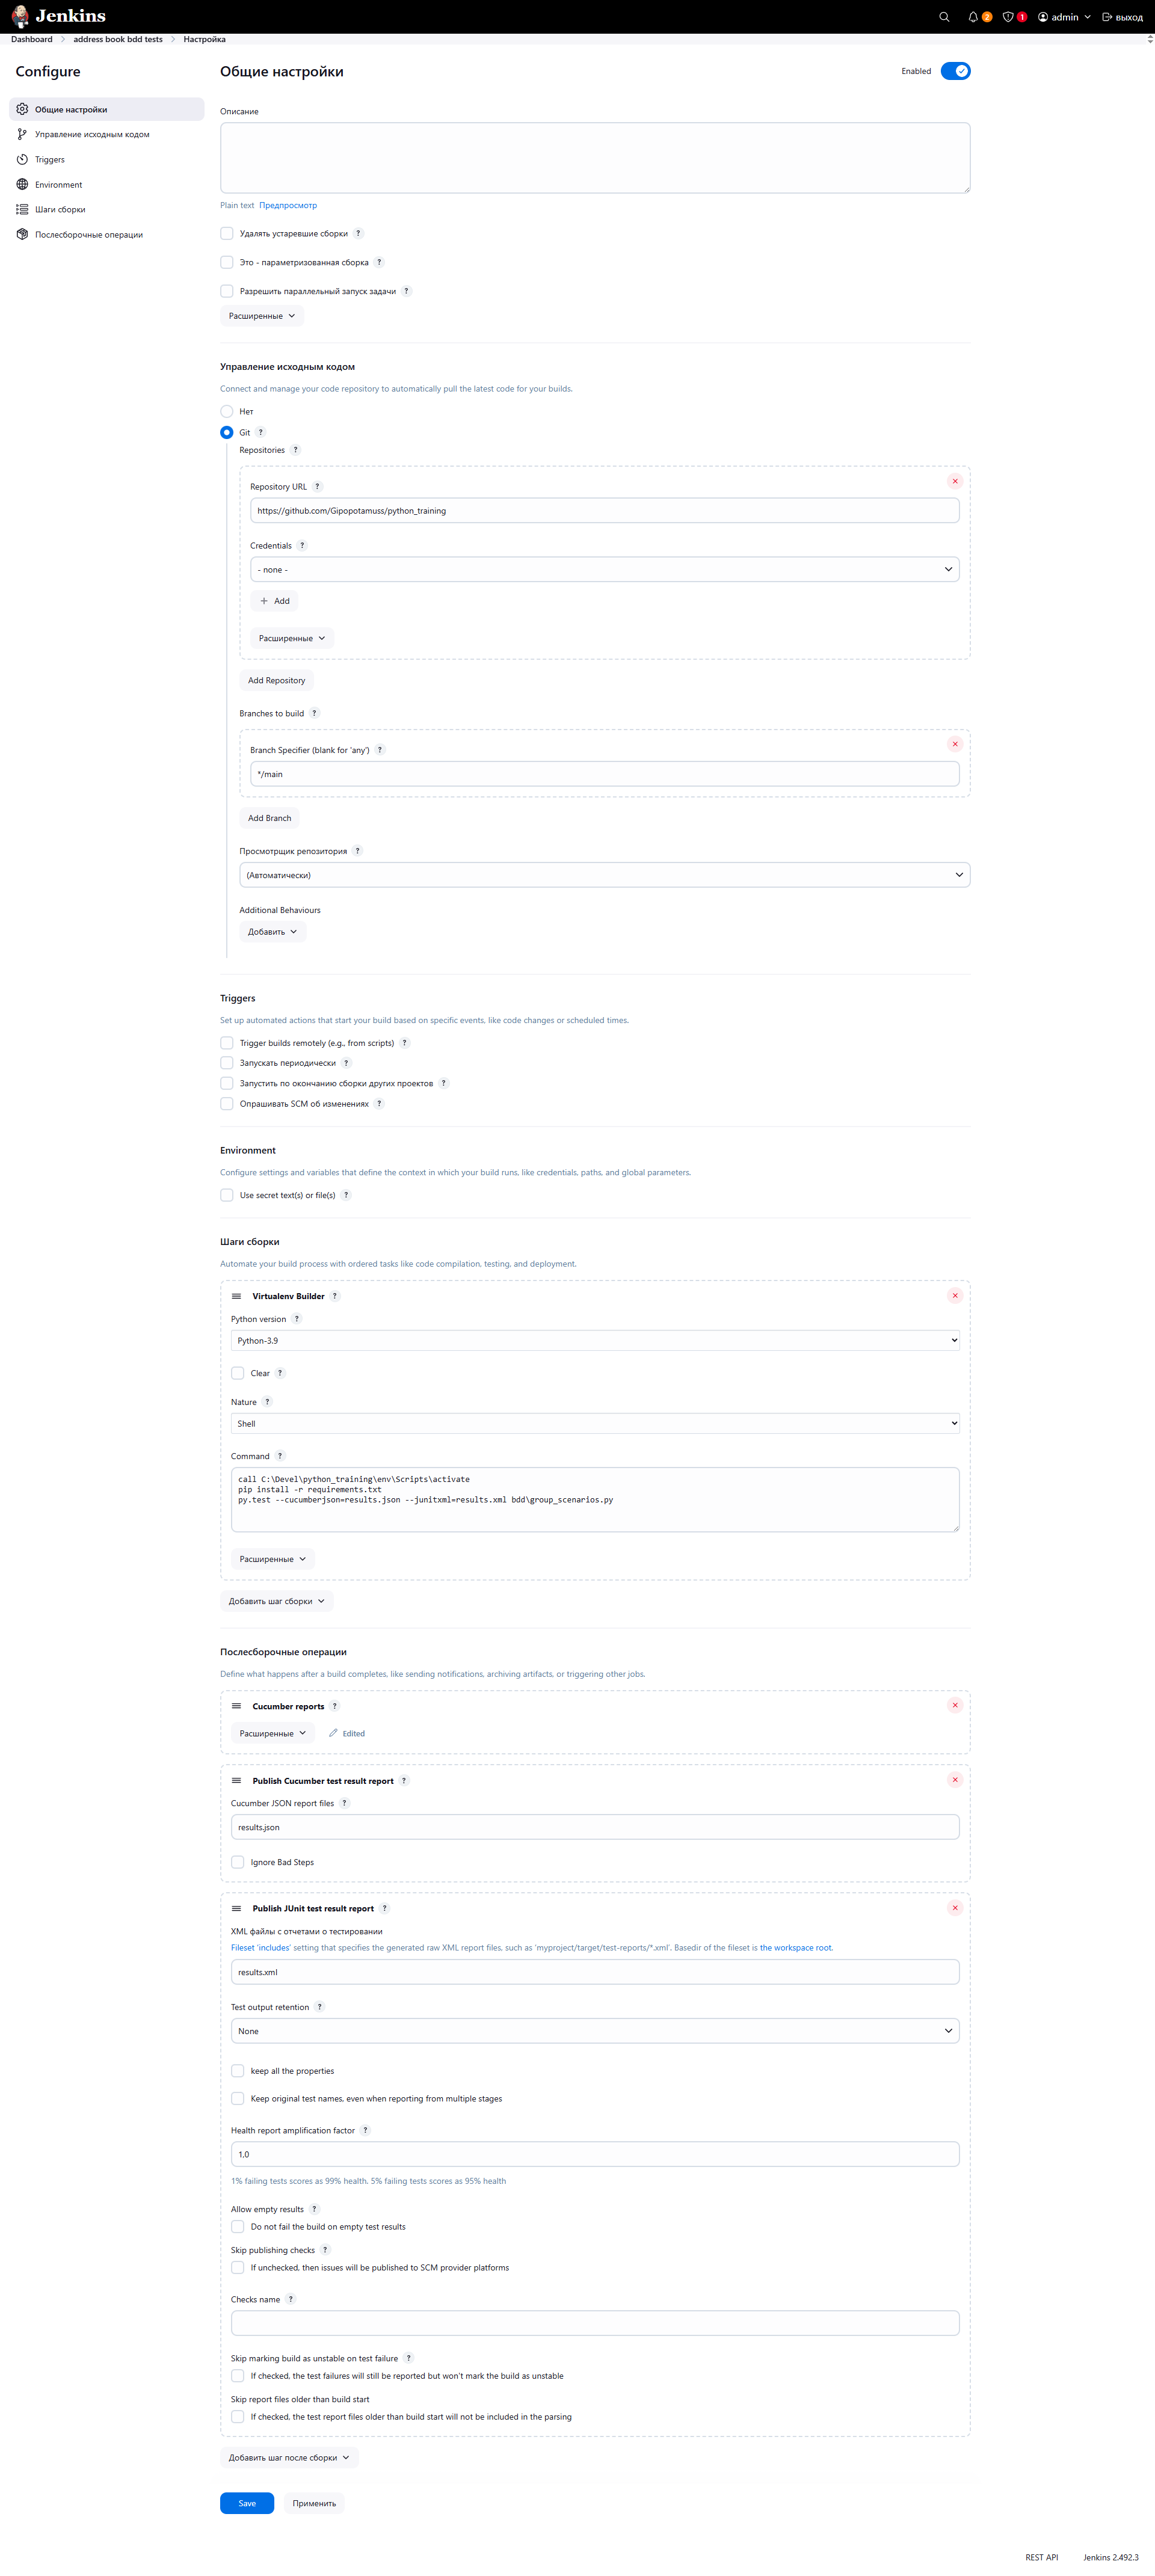 Jenkins
2
1
admin
выход
Dashboard
address book bdd tests
Настройка
Configure
Общие настройки
Управление исходным кодом
Triggers
Environment
Шаги сборки
Послесборочные операции
Общие настройки
Enabled
Описание
Plain text Предпросмотр
Удалять устаревшие сборки ?
Это - параметризованная сборка ?
Разрешить параллельный запуск задачи ?
Расширенные
Управление исходным кодом
Connect and manage your code repository to automatically pull the latest code for your builds.
Нет
Git ?
Repositories ?
Repository URL ?
https://github.com/Gipopotamuss/python_training
Credentials ?
- none -
+ Add
Расширенные
Add Repository
Branches to build ?
Branch Specifier (blank for 'any') ?
*/main
Add Branch
Просмотрщик репозитория ?
(Автоматически)
Additional Behaviours
Добавить
Triggers
Set up automated actions that start your build based on specific events, like code changes or scheduled times.
Trigger builds remotely (e.g., from scripts) ?
Запускать периодически ?
Запустить по окончанию сборки других проектов ?
Опрашивать SCM об изменениях ?
Environment
Configure settings and variables that define the context in which your build runs, like credentials, paths, and global parameters.
Use secret text(s) or file(s) ?
Шаги сборки
Automate your build process with ordered tasks like code compilation, testing, and deployment.
Virtualenv Builder ?
Python version ?
Python-3.9
Clear ?
Nature ?
Shell
Command ?
call C:\Devel\python_training\env\Scripts\activate
pip install -r requirements.txt
py.test --cucumberjson=results.json --junitxml=results.xml bdd\group_scenarios.py
Расширенные
Добавить шаг сборки
Послесборочные операции
Define what happens after a build completes, like sending notifications, archiving artifacts, or triggering other jobs.
Cucumber reports ?
Расширенные
Edited
Publish Cucumber test result report ?
Cucumber JSON report files ?
results.json
Ignore Bad Steps
Publish JUnit test result report ?
XML файлы с отчетами о тестировании
Fileset 'includes' setting that specifies the generated raw XML report files, such as 'myproject/target/test-reports/*.xml'. Basedir of the fileset is the workspace root.
results.xml
Test output retention ?
None
keep all the properties
Keep original test names, even when reporting from multiple stages
Health report amplification factor ?
1,0
1% failing tests scores as 99% health. 5% failing tests scores as 95% health
Allow empty results ?
Do not fail the build on empty test results
Skip publishing checks ?
If unchecked, then issues will be published to SCM provider platforms
Checks name ?
Skip marking build as unstable on test failure ?
If checked, the test failures will still be reported but won't mark the build as unstable
Skip report files older than build start
If checked, the test report files older than build start will not be included in the parsing
Добавить шаг после сборки
Save
Применить
REST API
Jenkins 2.492.3